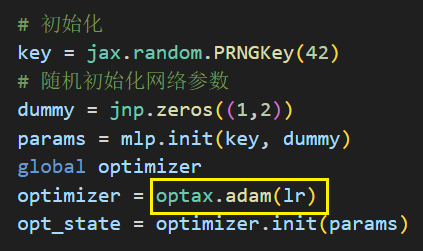 # 初始化
key = jax.random.PRNGKey(42)
# 随机初始化网络参数
dummy = jnp.zeros((1,2))
params = mlp.init(key, dummy)
global optimizer
optimizer = optax.adam(lr)
opt_state = optimizer.init(params)